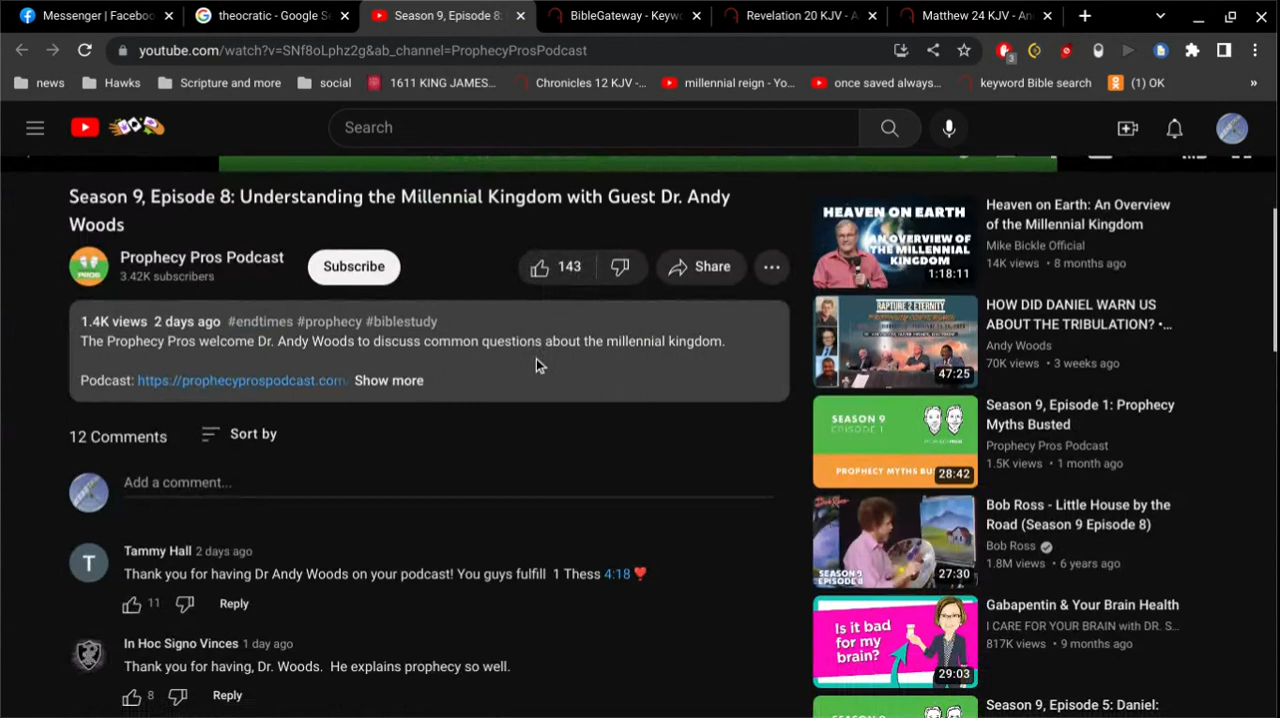 Messenger | Faceboo
theocratic - Google Se
Season 9, Episode 8:
BibleGateway - Keyw
Revelation 20 KJV - A
Matthew 24 KJV - An
youtube.com/watch?v=SNf8oLphz2g&ab_channel=ProphecyProsPodcast
3
news
Hawks
Scripture and more
social
1611 KING JAMES...
Chronicles 12 KJV -...
millennial reign - Yo...
once saved always...
keyword Bible search
(1) OK
»
Search
Season 9, Episode 8: Understanding the Millennial Kingdom with Guest Dr. Andy
Woods
Prophecy Pros Podcast
3.42K subscribers
Subscribe
143
Share
1.4K views 2 days ago #endtimes #prophecy #biblestudy
The Prophecy Pros welcome Dr. Andy Woods to discuss common questions about the millennial kingdom.
Podcast: https://prophecyprospodcast.com Show more
12 Comments
Sort by
Add a comment...
T
Tammy Hall 2 days ago
Thank you for having Dr Andy Woods on your podcast! You guys fulfill 1 Thess 4:18❣️
11
Reply
In Hoc Signo Vinces 1 day ago
Thank you for having, Dr. Woods. He explains prophecy so well.
8
Reply
HEAVEN ON EARTH:
AN OVERVIEW
OF THE MILLENNIAL
KINGDOM
1:18:11
Heaven on Earth: An Overview
of the Millennial Kingdom
Mike Bickle Official
14K views • 8 months ago
RAPTURE 2 ETERNITY
47:25
HOW DID DANIEL WARN US
ABOUT THE TRIBULATION? •...
Andy Woods
70K views • 3 weeks ago
SEASON 9
EPISODE 1
PROPHECY MYTHS BU
28:42
Season 9, Episode 1: Prophecy
Myths Busted
Prophecy Pros Podcast
1.5K views • 1 month ago
SEASON 9
EPISODE 8
27:30
Bob Ross - Little House by the
Road (Season 9 Episode 8)
Bob Ross
1.8M views • 6 years ago
Is it bad
for my
brain?
29:03
Gabapentin & Your Brain Health
I CARE FOR YOUR BRAIN with DR. S...
817K views • 9 months ago
Season 9, Episode 5: Daniel: